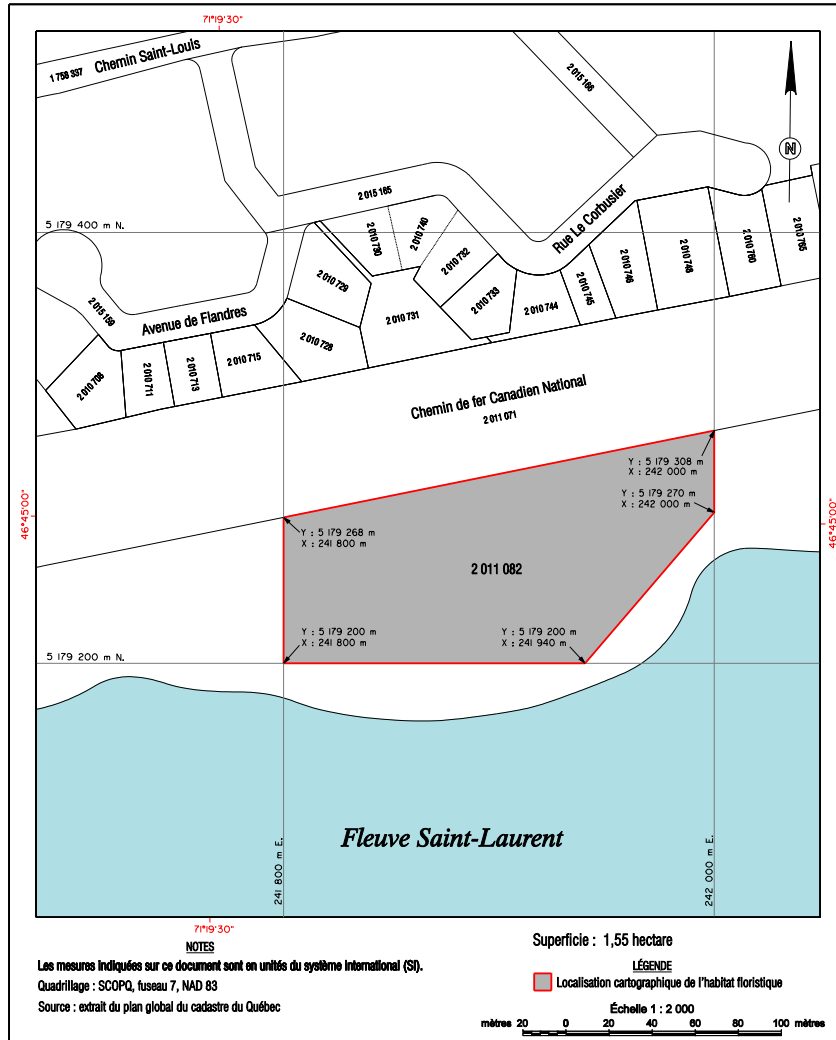 71°19'30"
Chemin Saint-Louis
1 759 337
2 015 166
N
2 015 165
Rue Le Corbusier
5 179 400 m N.
2 010 730
2 010 740
2 010 732
2 010 733
2 010 729
2 010 731
2 010 728
2 010 744
2 010 745
2 010 746
2 010 748
2 010 760
2 010 765
2 015 159
Avenue de Flandres
2 010 708
2 010 711
2 010 713
2 010 715
Chemin de fer Canadien National
2 011 071
Y : 5 179 308 m
X : 242 000 m
Y : 5 179 270 m
X : 242 000 m
46°45'00"
46°45'00"
Y : 5 179 268 m
X : 241 800 m
2 011 082
Y : 5 179 200 m
X : 241 800 m
Y : 5 179 200 m
X : 241 940 m
5 179 200 m N.
Fleuve Saint-Laurent
241 800 m E.
242 000 m E.
71°19'30"
NOTES
Les mesures indiquées sur ce document sont en unités du système international (SI).
Quadrillage : SCOPQ, fuseau 7, NAD 83
Source : extrait du plan global du cadastre du Québec
Superficie : 1,55 hectare
LÉGENDE
Localisation cartographique de l'habitat floristique
Échelle 1 : 2 000
mètres 20 0 20 40 60 80 100 mètres